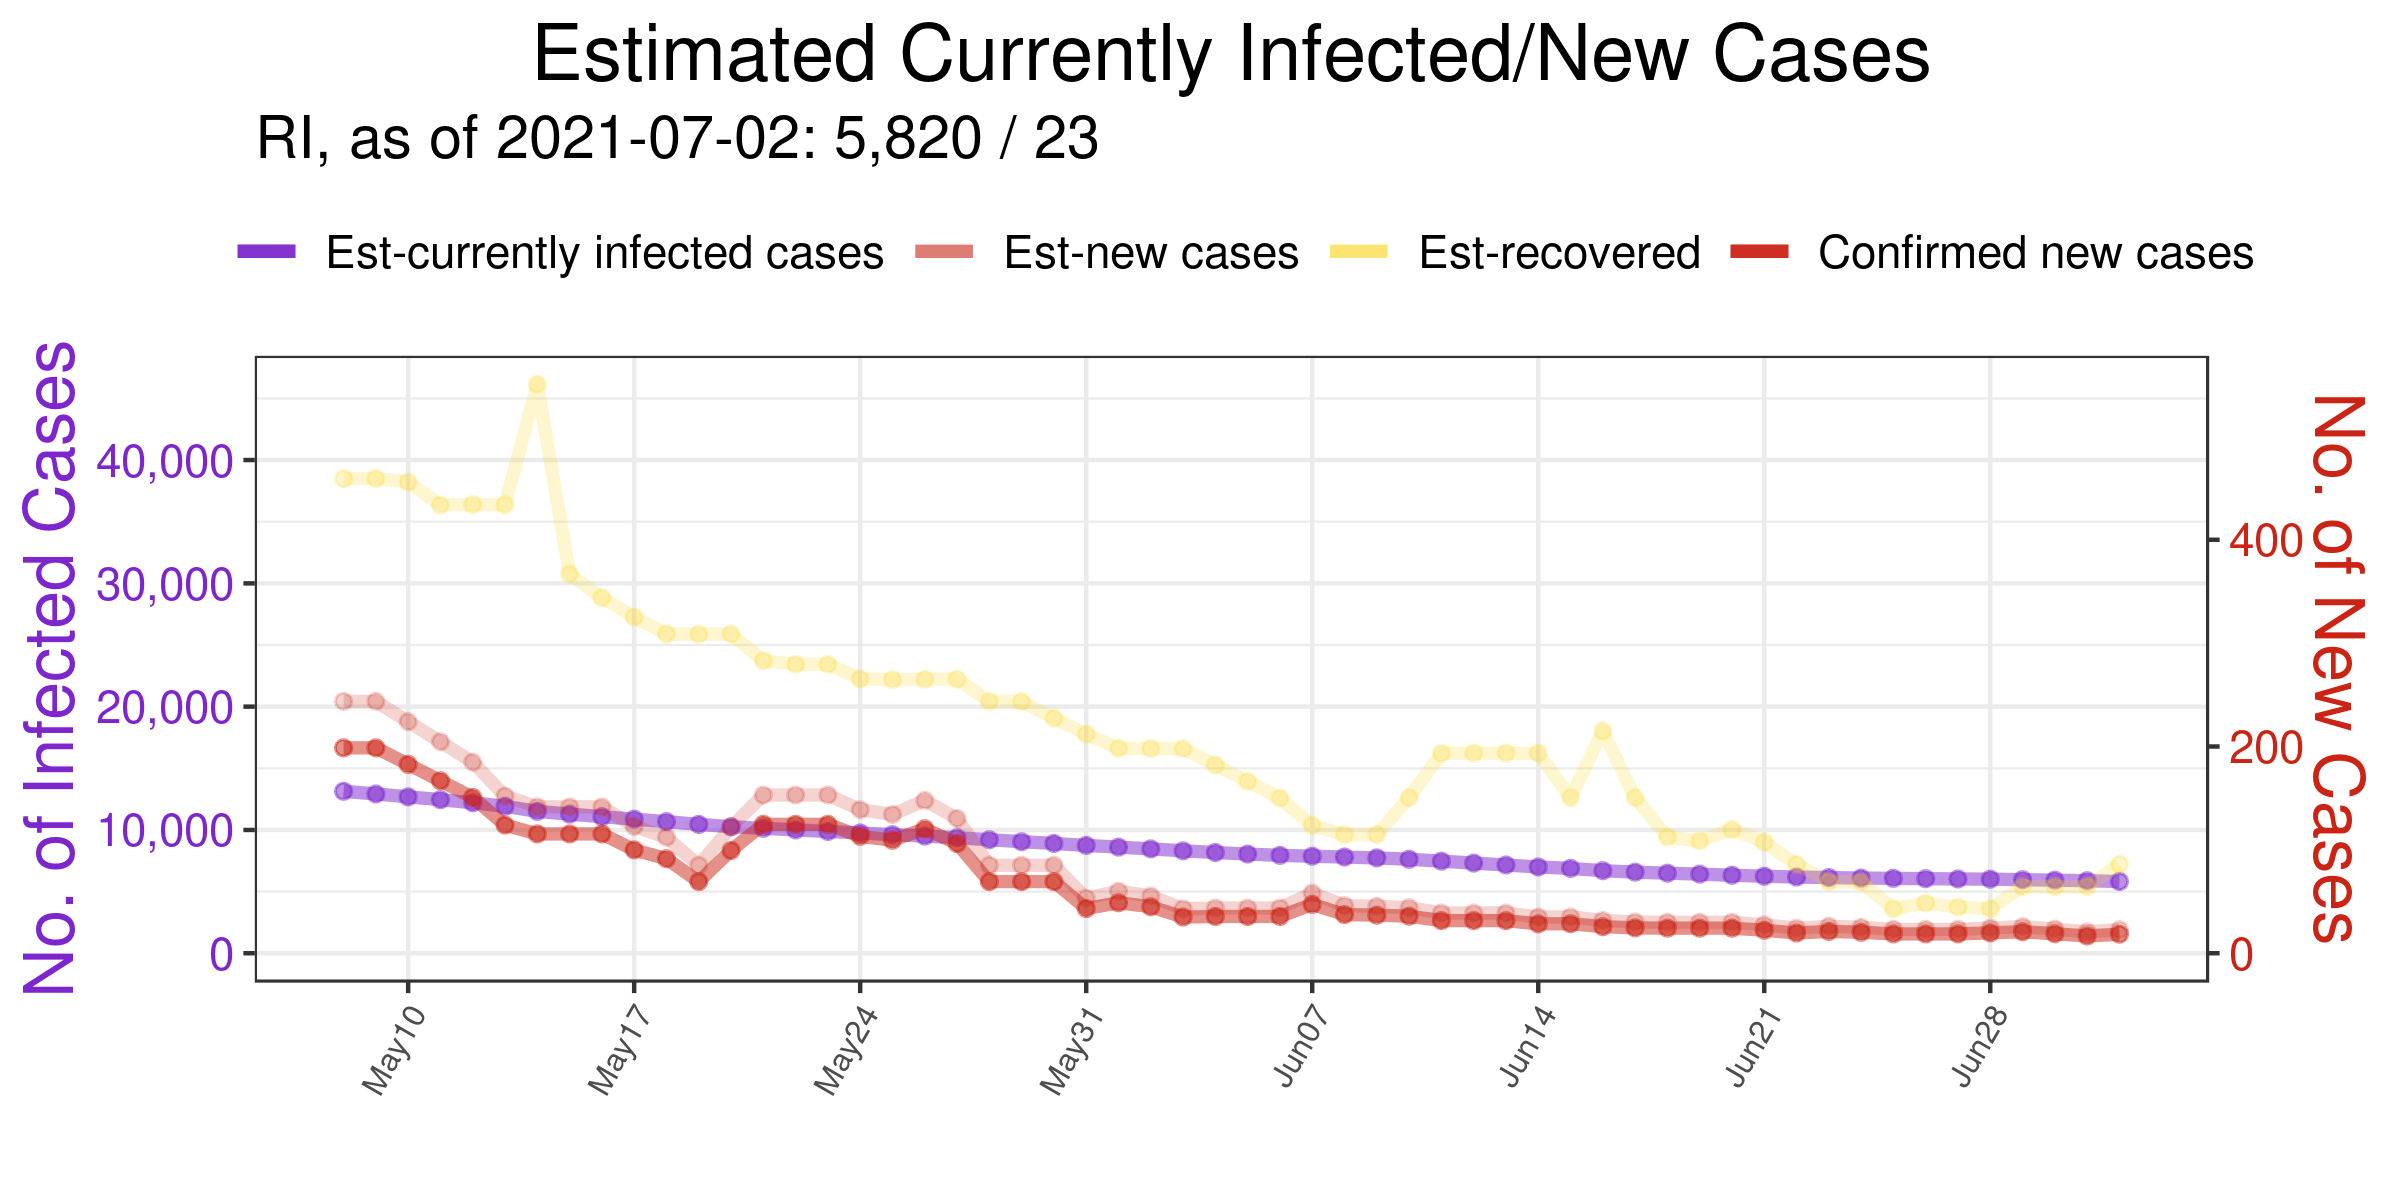 Estimated Currently Infected/New Cases
RI, as of 2021-07-02: 5,820 / 23
Est-currently infected cases Est-new cases Est-recovered Confirmed new cases
No. of Infected Cases
40,000
30,000
20,000
10,000
0
400
200
0
No. of New Cases
May10 May17 May24 May31 Jun07 Jun14 Jun21 Jun28